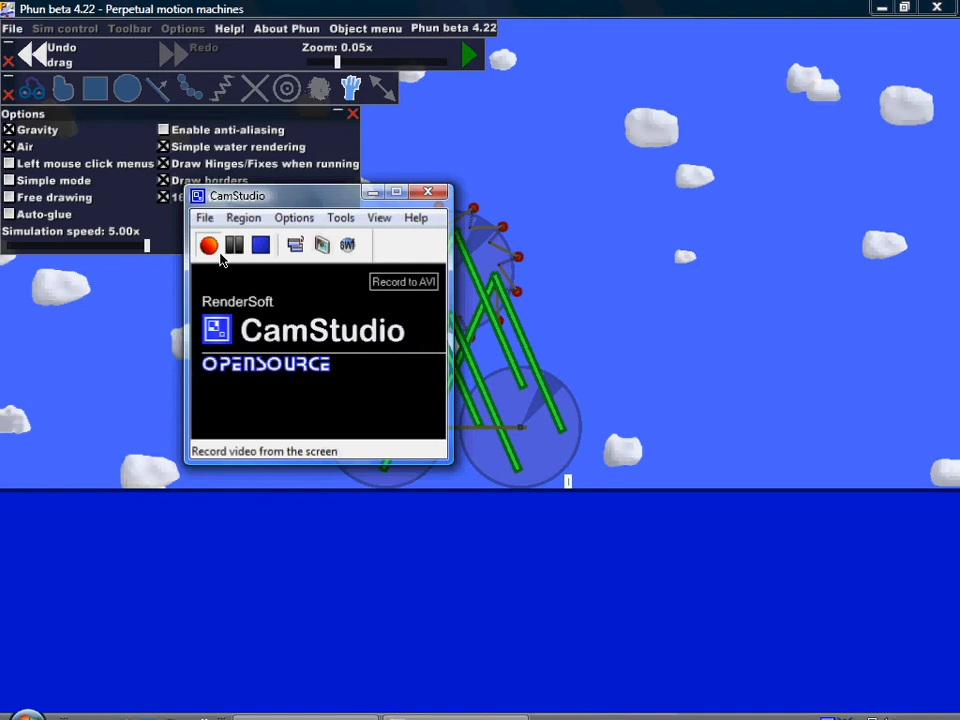 Phun beta 4.22 - Perpetual motion machines
File Sim control Toolbar Options Help! About Phun Object menu Phun beta 4.22
Undo
drag
Redo
Zoom: 0.05x
Options
Gravity
Enable anti-aliasing
Air
Simple water rendering
Left mouse click menus
Draw Hinges/Fixes when running
Simple mode
Draw borders
Free drawing
16
Auto-glue
Simulation speed: 5.00x
CamStudio
File Region Options Tools View Help
Record to AVI
RenderSoft
CamStudio
OPENSOURCE
Record video from the screen